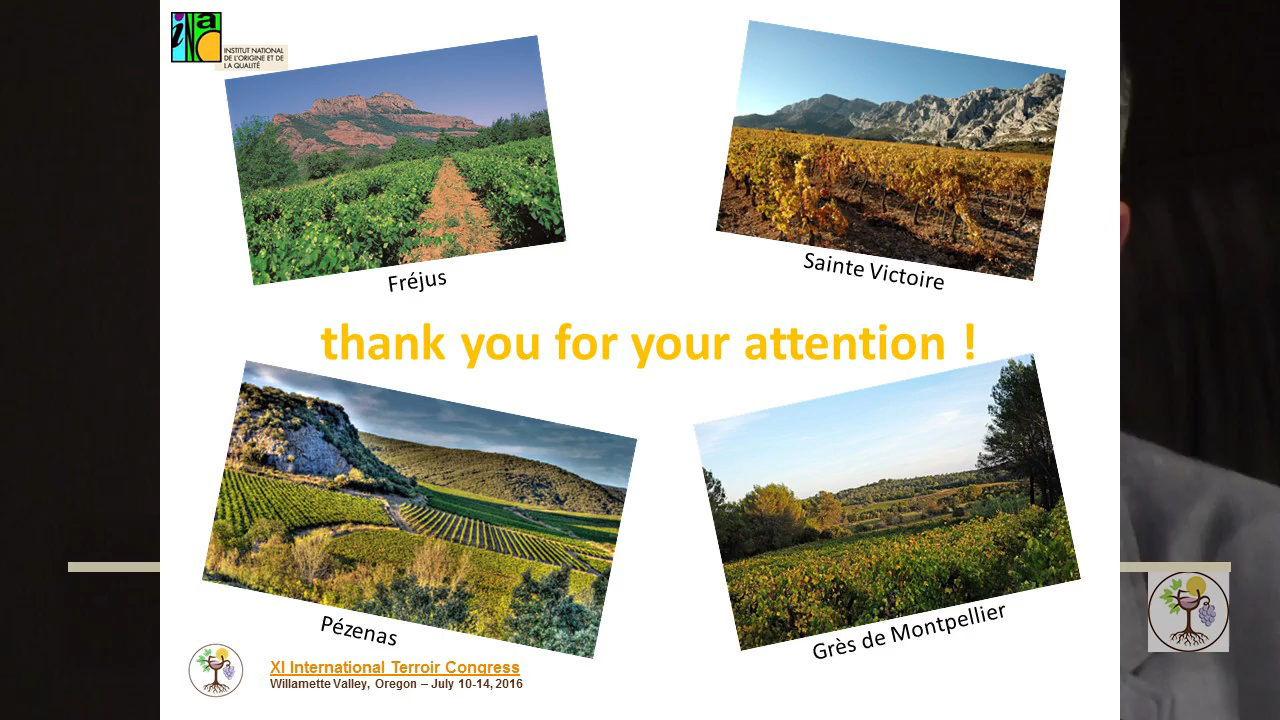 inao
INSTITUT NATIONAL
DE L'ORIGINE ET DE
LA QUALITÉ
Fréjus
Sainte Victoire
thank you for your attention !
Pézenas
Grès de Montpellier
XI International Terroir Congress
Willamette Valley, Oregon – July 10-14, 2016